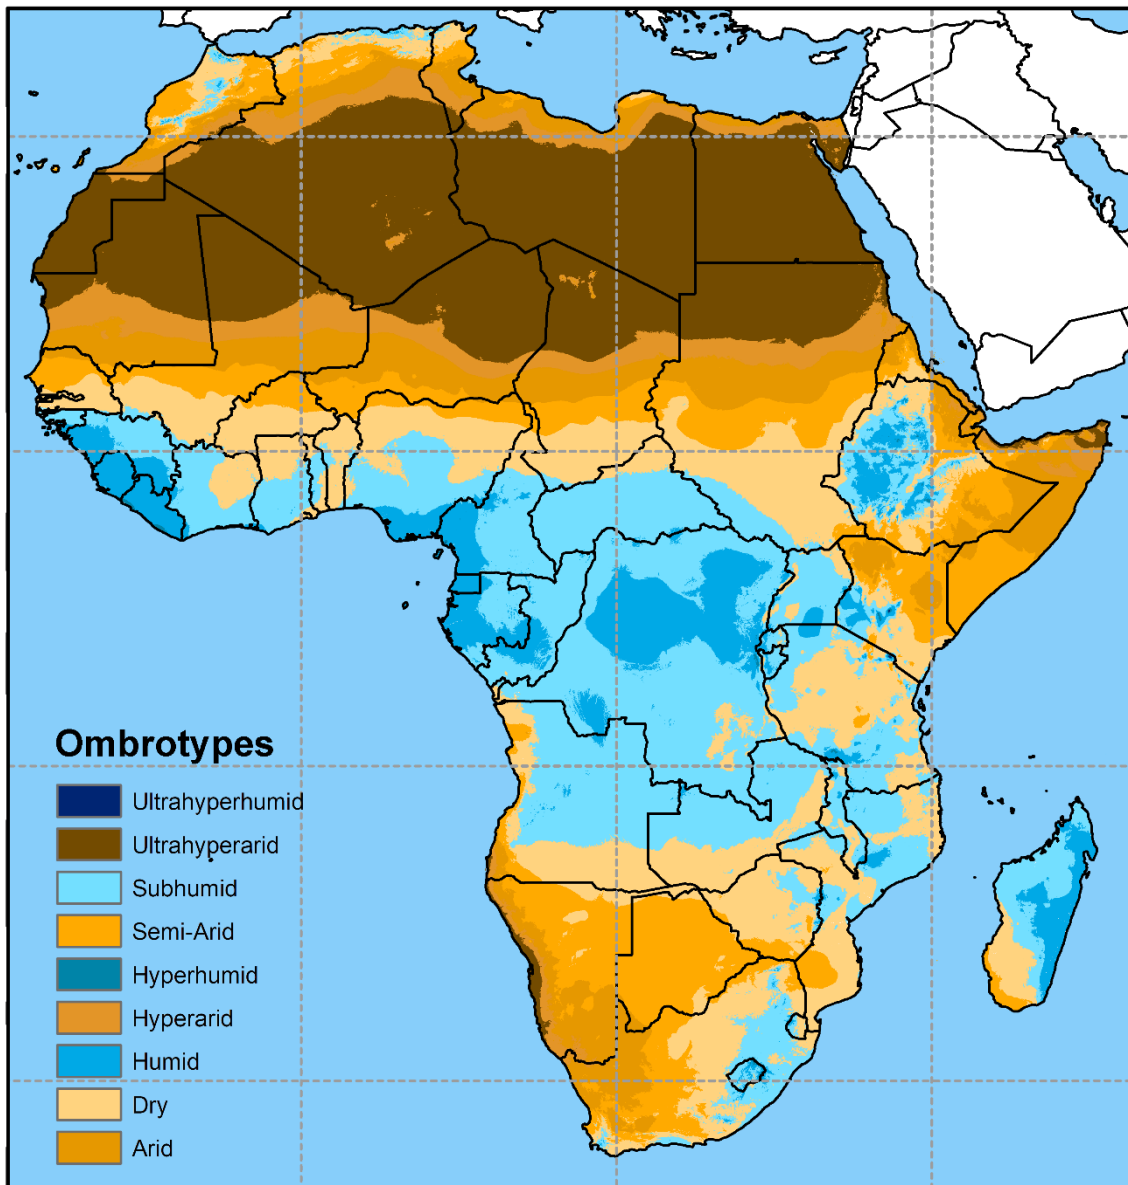 Ombrotypes
Ultrahyperhumid
Ultrahyperarid
Subhumid
Semi-Arid
Hyperhumid
Hyperarid
Humid
Dry
Arid